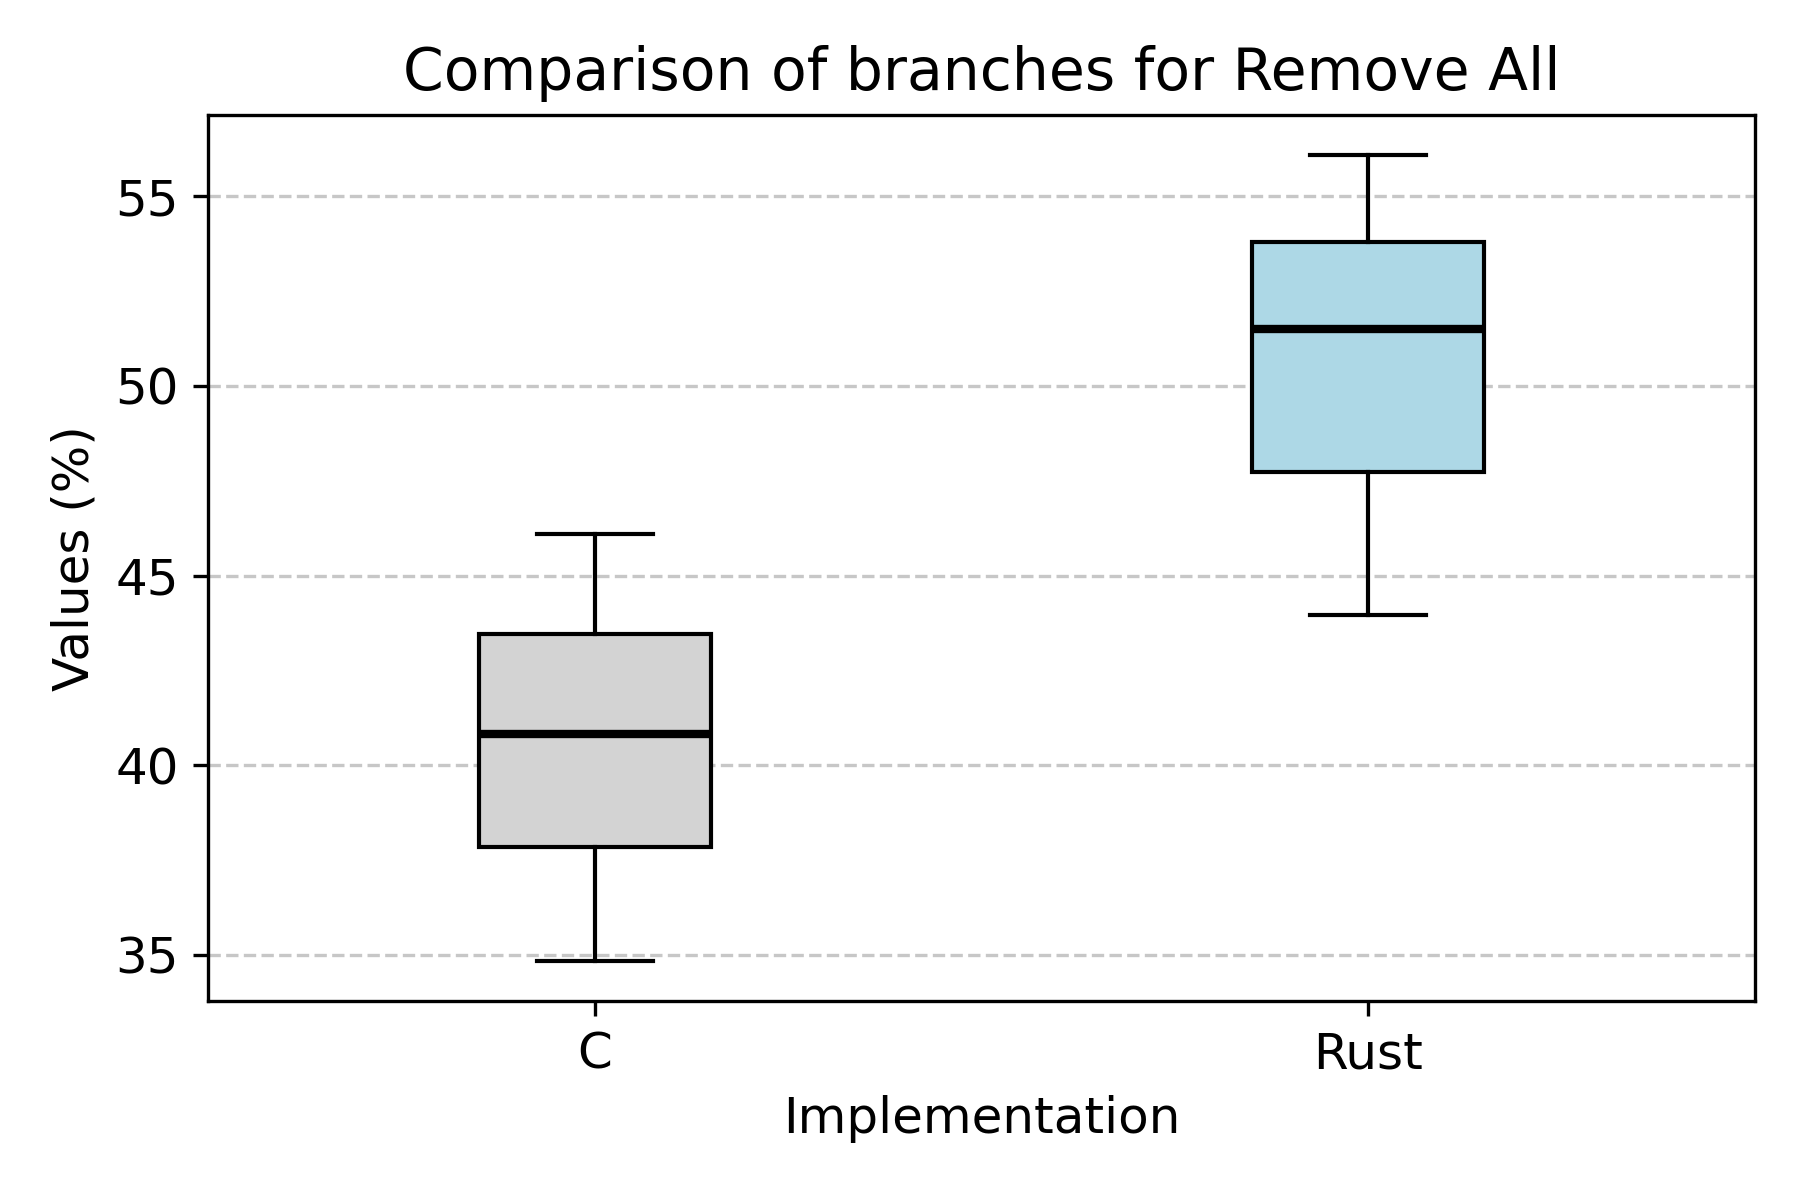 Comparison of branches for Remove All
Values (%)
55
50
45
40
35
C
Rust
Implementation